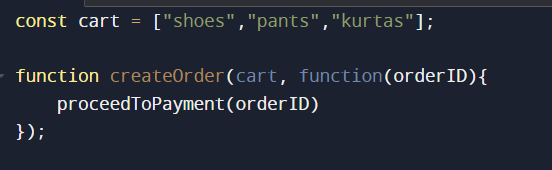 const cart = ["shoes","pants","kurtas"];
function createOrder(cart, function(orderID){
    proceedToPayment(orderID)
});